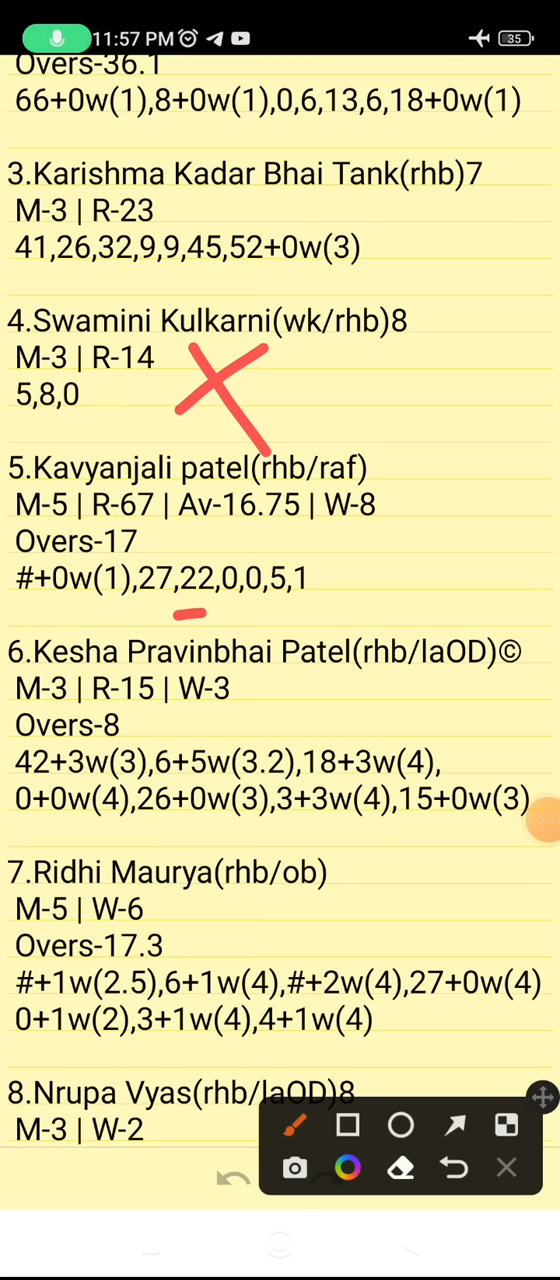 11:57 PM
35
Overs-36.1
66+0w(1),8+0w(1),0,6,13,6,18+0w(1)
3.Karishma Kadar Bhai Tank(rhb)7
M-3 | R-23
41,26,32,9,9,45,52+0w(3)
4.Swamini Kulkarni(wk/rhb)8
M-3 | R-14
5,8,0
5.Kavyanjali patel(rhb/raf)
M-5 | R-67 | Av-16.75 | W-8
Overs-17
#+0w(1),27,22,0,0,5,1
6.Kesha Pravinbhai Patel(rhb/laOD)©
M-3 | R-15 | W-3
Overs-8
42+3w(3),6+5w(3.2),18+3w(4),
0+0w(4),26+0w(3),3+3w(4),15+0w(3)
7.Ridhi Maurya(rhb/ob)
M-5 | W-6
Overs-17.3
#+1w(2.5),6+1w(4),#+2w(4),27+0w(4)
0+1w(2),3+1w(4),4+1w(4)
8.Nrupa Vyas(rhb/laOD)8
M-3 | W-2